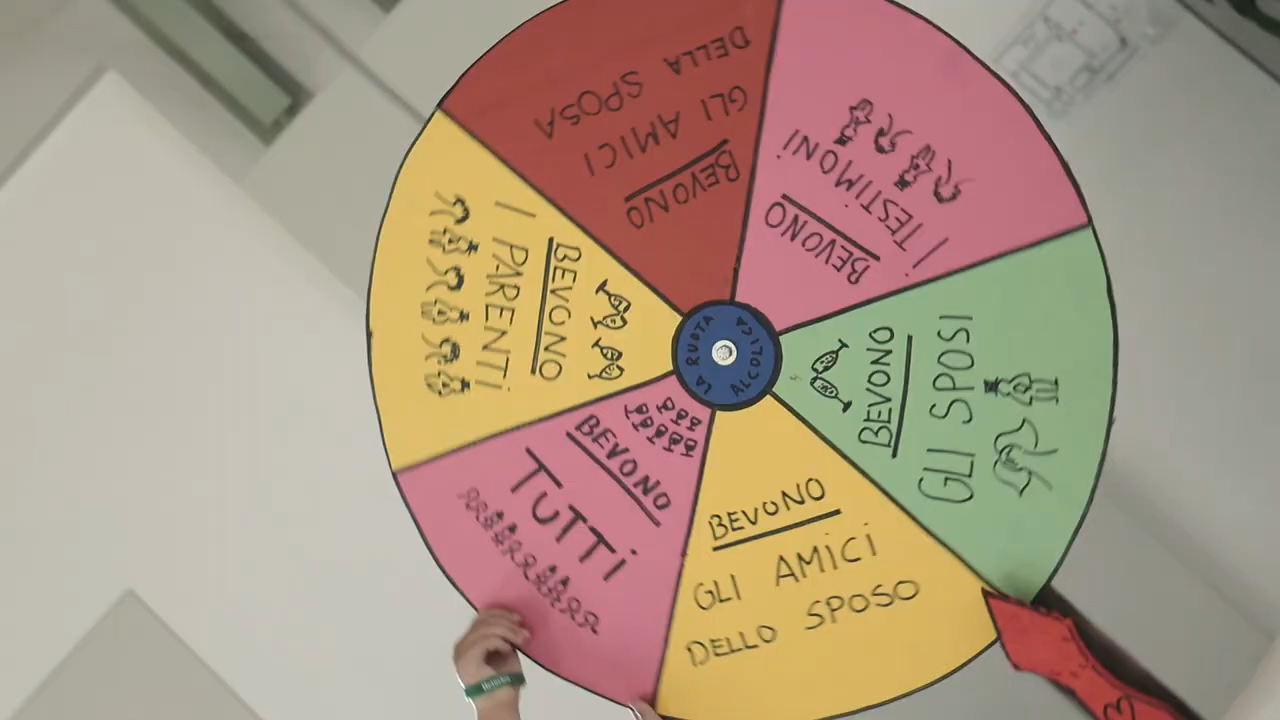 BEVONO
GLI AMICI
DELLA SPOSA
BEVONO
I TESTIMONI
BEVONO
GLI SPOSI
BEVONO
GLI AMICI
DELLO SPOSO
BEVONO
TUTTI
BEVONO
I PARENTI
LA RUOTA
ALCOLICA